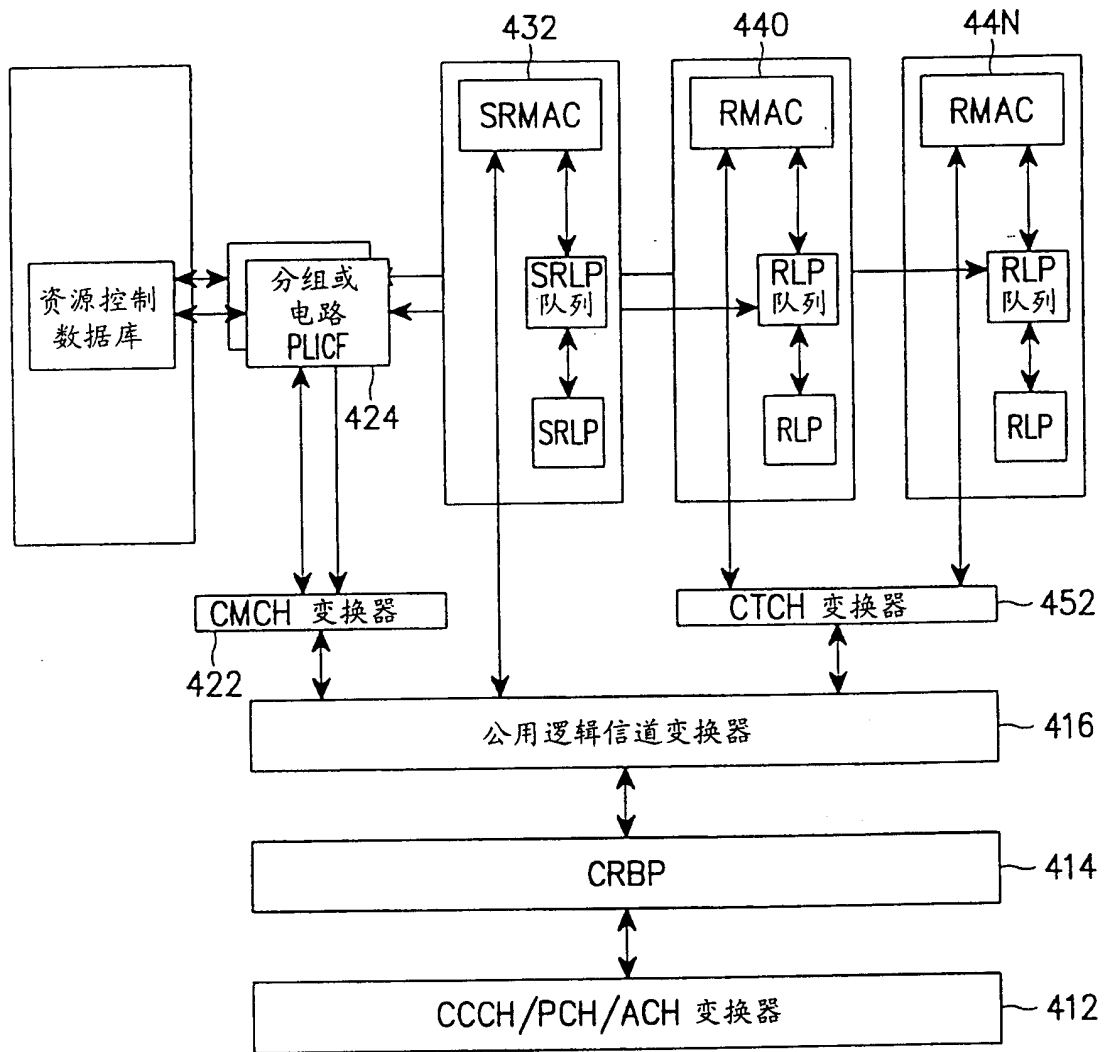 432
440
44N
SRMAC
RMAC
RMAC
资源控制
数据库
分组或
电路
PLICF
424
SRLP
队列
RLP
队列
RLP
队列
SRLP
RLP
RLP
CMCH 变换器
422
CTCH 变换器
452
公用逻辑信道变换器
416
CRBP
414
CCCH/PCH/ACH 变换器
412